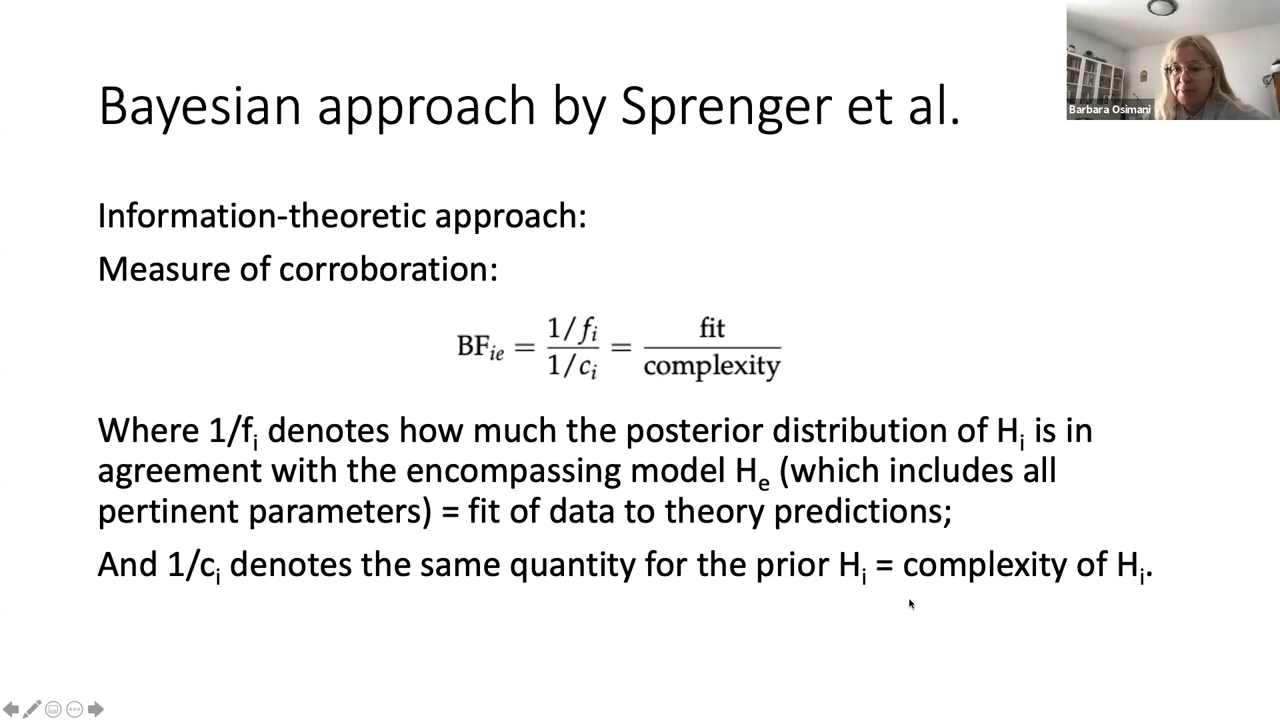 Bayesian approach by Sprenger et al.
Barbara Osimani
Information-theoretic approach:
Measure of corroboration:
BF_ie = (1/f_i)/(1/c_i) = fit/complexity
Where 1/f_i denotes how much the posterior distribution of H_i is in
agreement with the encompassing model H_e (which includes all
pertinent parameters) = fit of data to theory predictions;
And 1/c_i denotes the same quantity for the prior H_i = complexity of H_i.